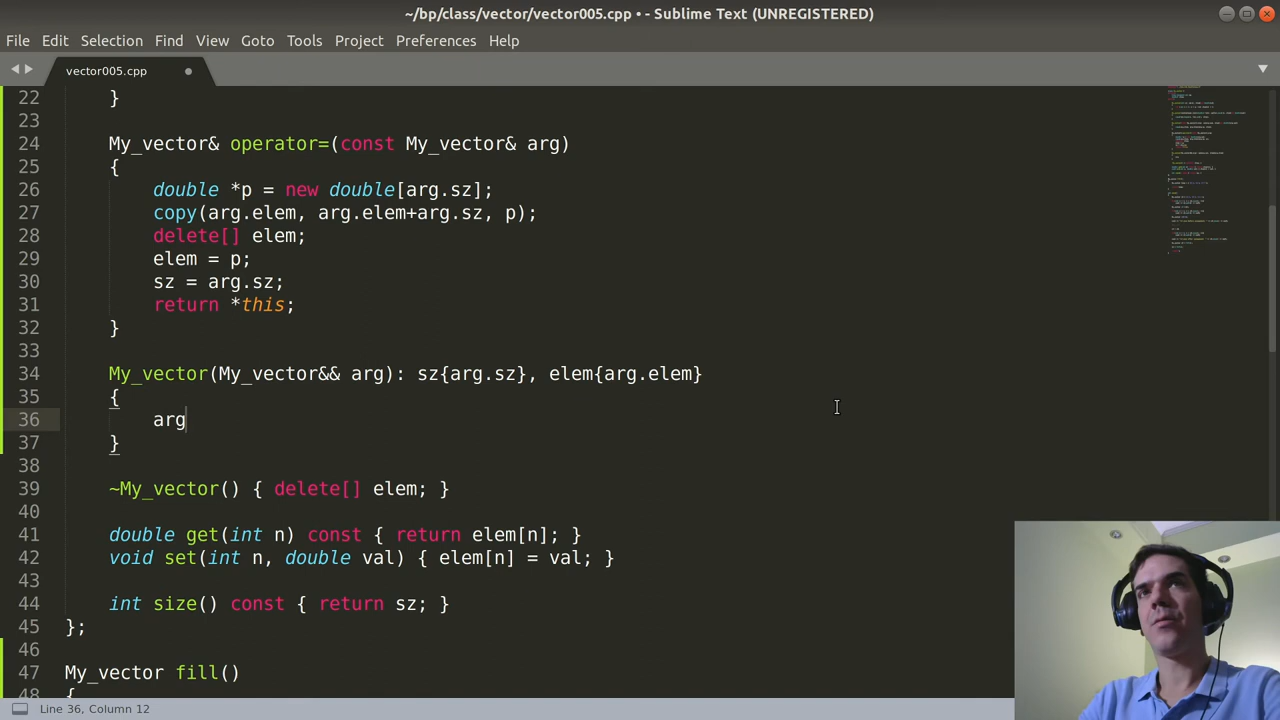 ~/bp/class/vector/vector005.cpp • - Sublime Text (UNREGISTERED)
File Edit Selection Find View Goto Tools Project Preferences Help
vector005.cpp
22 }
23
24 My_vector& operator=(const My_vector& arg)
25 {
26 double *p = new double[arg.sz];
27 copy(arg.elem, arg.elem+arg.sz, p);
28 delete[] elem;
29 elem = p;
30 sz = arg.sz;
31 return *this;
32 }
33
34 My_vector(My_vector&& arg): sz{arg.sz}, elem{arg.elem}
35 {
36 arg
37 }
38
39 ~My_vector() { delete[] elem; }
40
41 double get(int n) const { return elem[n]; }
42 void set(int n, double val) { elem[n] = val; }
43
44 int size() const { return sz; }
45 };
46
47 My_vector fill()
48 {
Line 36, Column 12